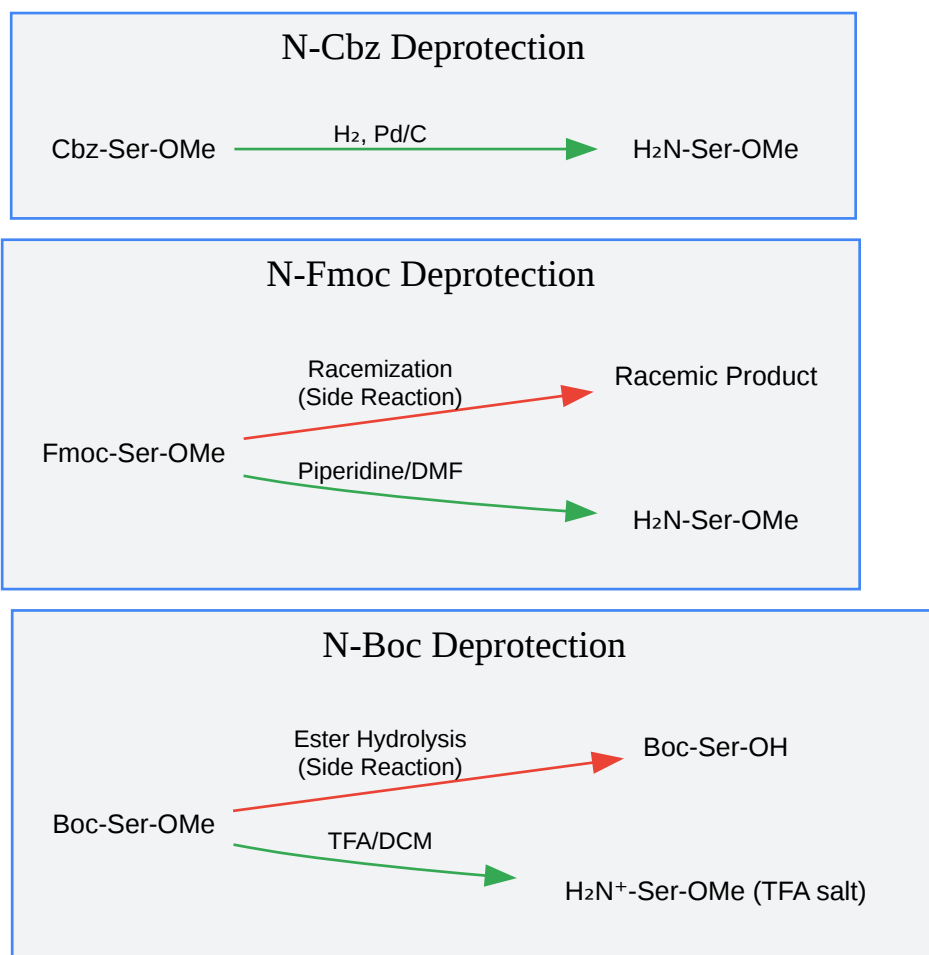 N-Cbz Deprotection
H₂, Pd/C
Cbz-Ser-OMe
H₂N-Ser-OMe
N-Fmoc Deprotection
Racemization
(Side Reaction)
Racemic Product
Fmoc-Ser-OMe
Piperidine/DMF
H₂N-Ser-OMe
N-Boc Deprotection
Ester Hydrolysis
(Side Reaction)
Boc-Ser-OH
Boc-Ser-OMe
TFA/DCM
H₂N⁺-Ser-OMe (TFA salt)